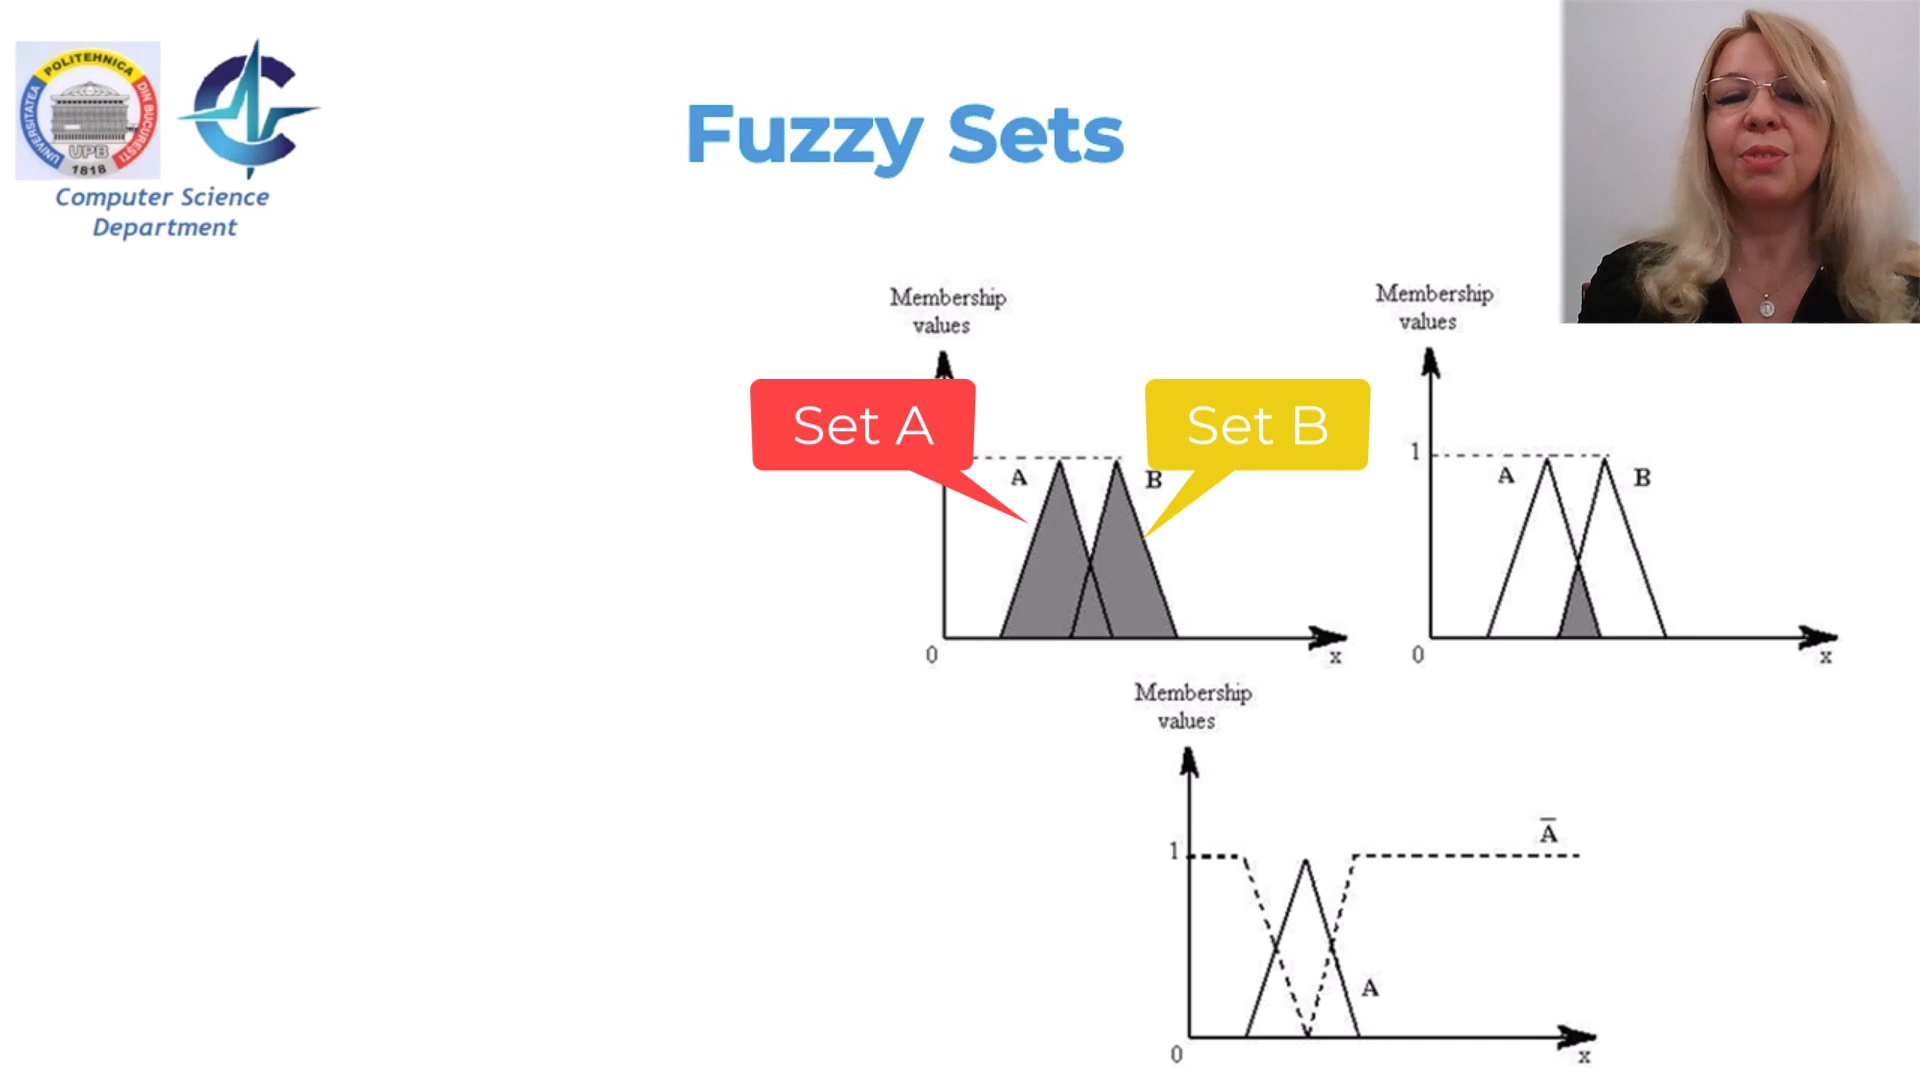 UNIVERSITATEA POLITEHNICA DIN BUCURESTI
UPB
1818
Computer Science
Department
Fuzzy Sets
Membership
values
Set A
Set B
A
B
0
x
Membership
values
1
A
B
0
x
Membership
values
1
A̅
A
0
x